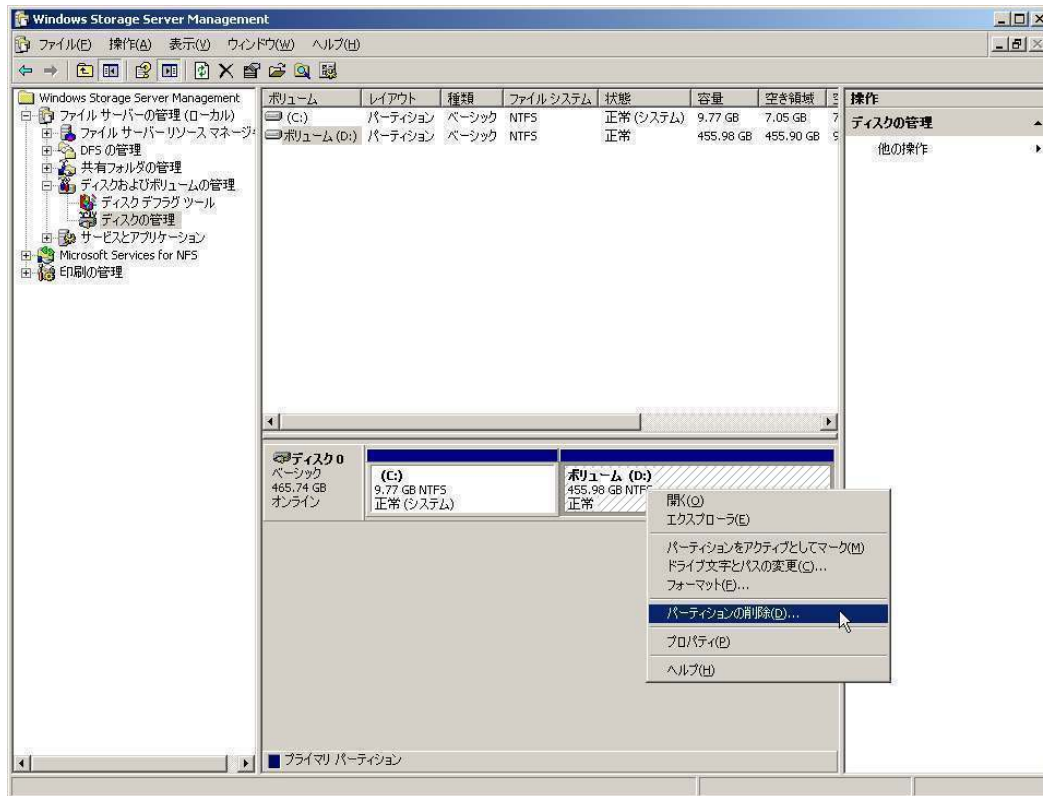 Windows Storage Server Management
ファイル(F) 操作(A) 表示(V) ウィンドウ(W) ヘルプ(H)
Windows Storage Server Management
ファイル サーバーの管理 (ローカル)
ファイル サーバー リソース マネージ
DFS の管理
共有フォルダの管理
ディスクおよびボリュームの管理
ディスク デフラグ ツール
ディスクの管理
サービスとアプリケーション
Microsoft Services for NFS
印刷の管理
ボリューム レイアウト 種類 ファイル システム 状態 容量 空き領域
(C:) パーティション ベーシック NTFS 正常 (システム) 9.77 GB 7.05 GB 7
ボリューム (D:) パーティション ベーシック NTFS 正常 455.98 GB 455.90 GB 9
操作
ディスクの管理
他の操作
ディスク 0
ベーシック
465.74 GB
オンライン
(C:)
9.77 GB NTFS
正常 (システム)
ボリューム (D:)
455.98 GB NTFS
正常
開く(O)
エクスプローラ(E)
パーティションをアクティブとしてマーク(M)
ドライブ文字とパスの変更(C)...
フォーマット(F)...
パーティションの削除(D)...
プロパティ(P)
ヘルプ(H)
プライマリ パーティション